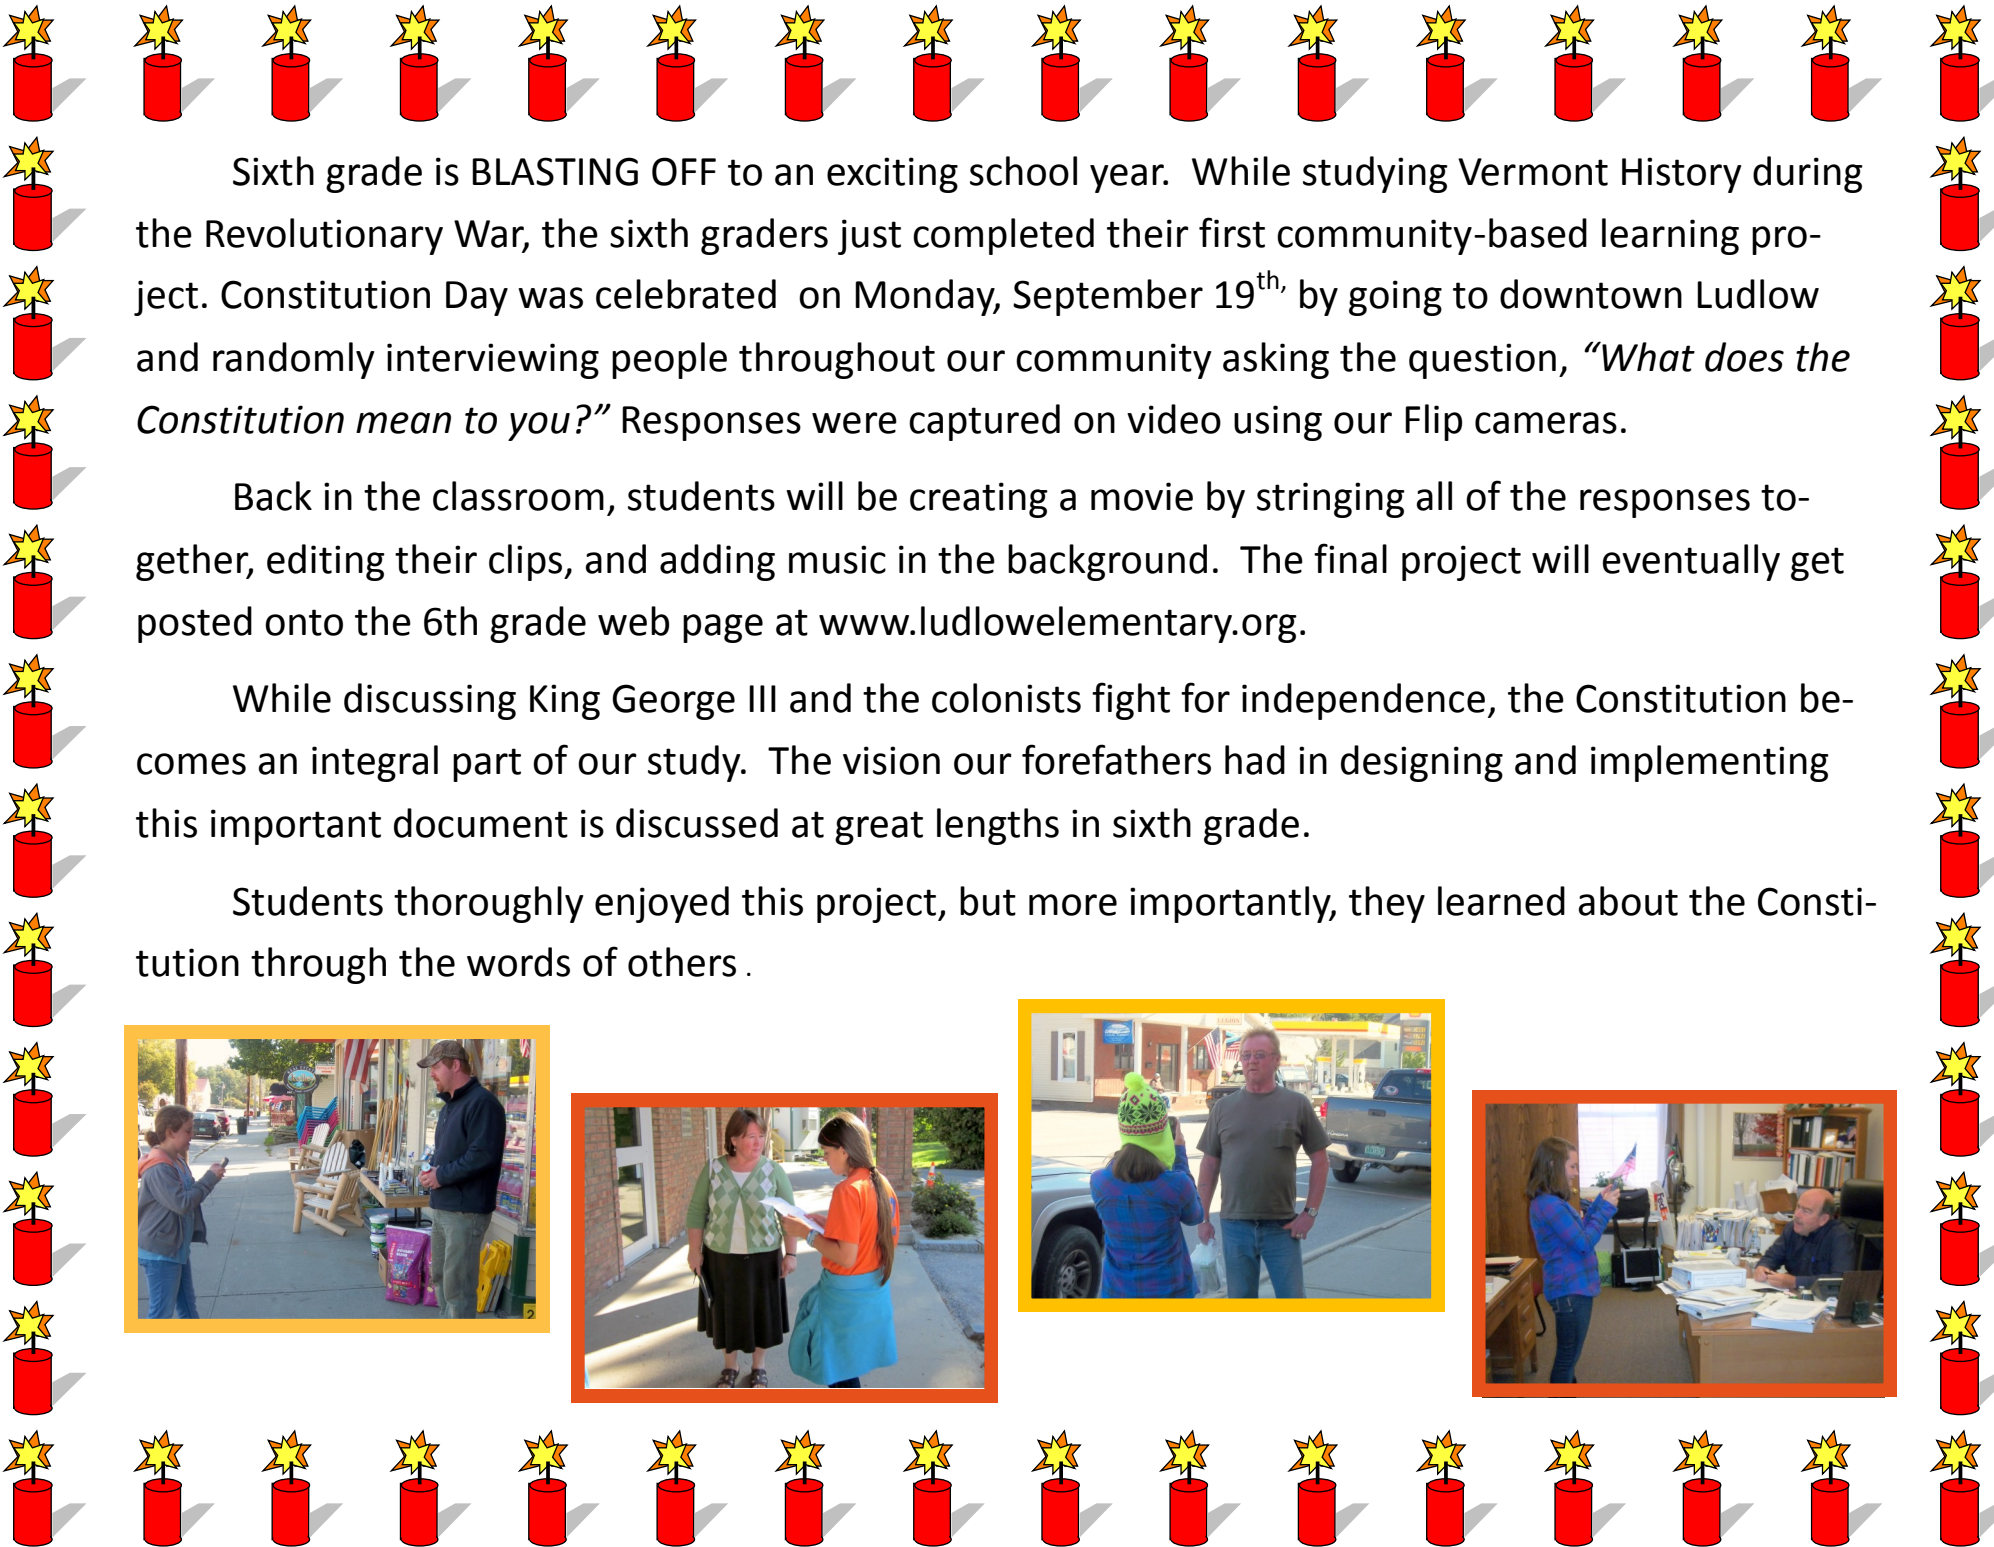 Sixth grade is BLASTING OFF to an exciting school year.  While studying Vermont History during
the Revolutionary War, the sixth graders just completed their first community-based learning pro-
ject. Constitution Day was celebrated  on Monday, September 19th, by going to downtown Ludlow
and randomly interviewing people throughout our community asking the question, “What does the
Constitution mean to you?” Responses were captured on video using our Flip cameras.
Back in the classroom, students will be creating a movie by stringing all of the responses to-
gether, editing their clips, and adding music in the background.  The final project will eventually get
posted onto the 6th grade web page at www.ludlowelementary.org.
While discussing King George III and the colonists fight for independence, the Constitution be-
comes an integral part of our study.  The vision our forefathers had in designing and implementing
this important document is discussed at great lengths in sixth grade.
Students thoroughly enjoyed this project, but more importantly, they learned about the Consti-
tution through the words of others .